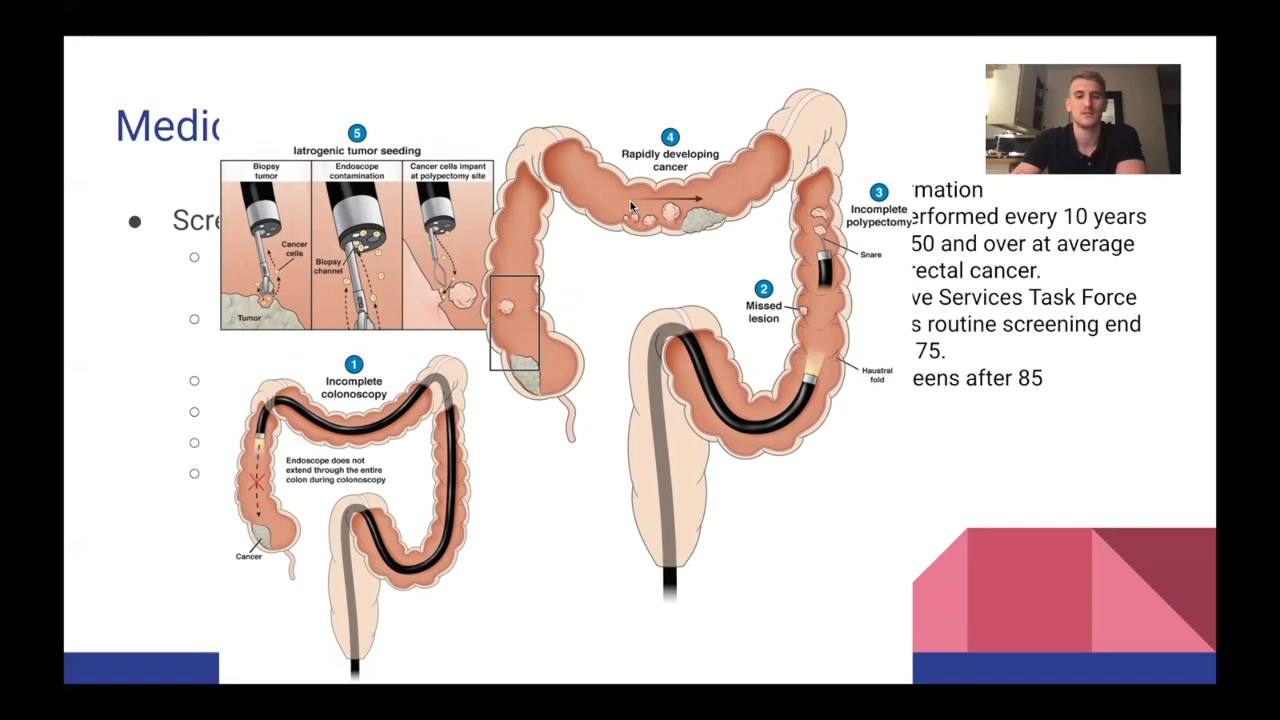 Medic
Scre
rmation
erformed every 10 years
50 and over at average
rectal cancer.
ve Services Task Force
s routine screening end
75.
eens after 85
5
Iatrogenic tumor seeding
Biopsy
tumor
Endoscope
contamination
Cancer cells impant
at polypectomy site
Cancer
cells
Biopsy
channel
Tumor
4
Rapidly developing
cancer
3
Incomplete
polypectomy
Snare
2
Missed
lesion
Haustral
fold
1
Incomplete
colonoscopy
Endoscope does not
extend through the entire
colon during colonoscopy
Cancer